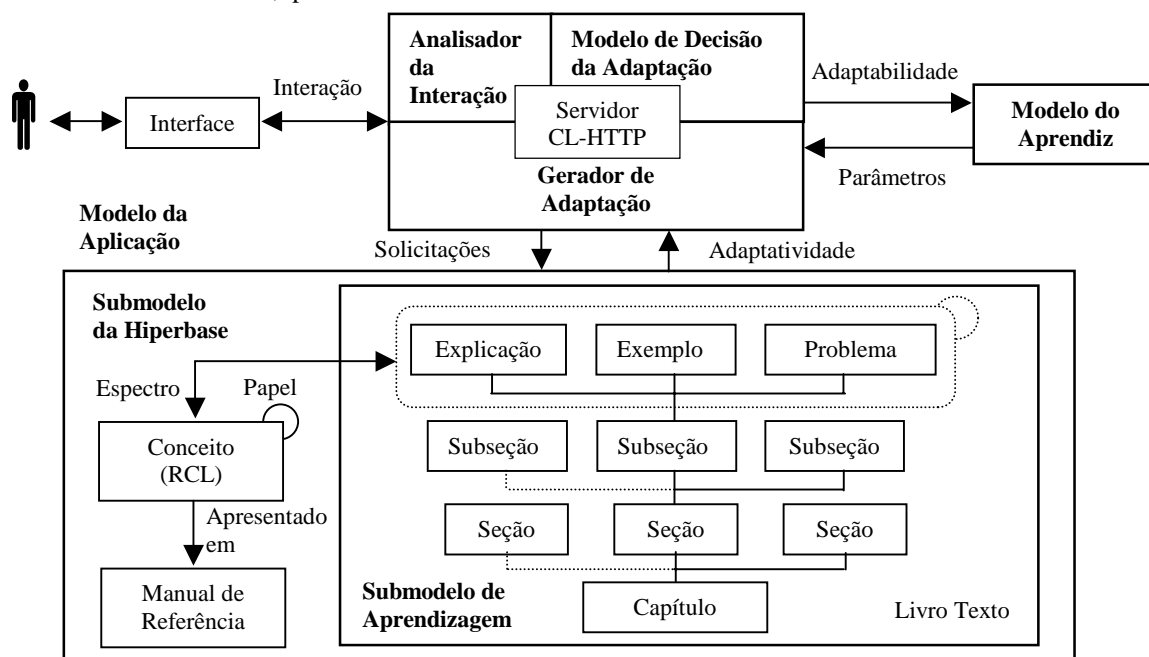 Analisador
da
Interação
Modelo de Decisão
da Adaptação
Adaptabilidade
Interação
Interface
Servidor
CL-HTTP
Modelo do
Aprendiz
Gerador de
Adaptação
Parâmetros
Modelo da
Aplicação
Solicitações
Adaptatividade
Submodelo
da Hiperbase
Explicação
Exemplo
Problema
Espectro
Papel
Conceito
(RCL)
Subseção
Subseção
Subseção
Apresentado
em
Seção
Seção
Seção
Manual de
Referência
Submodelo de
Aprendizagem
Capítulo
Livro Texto